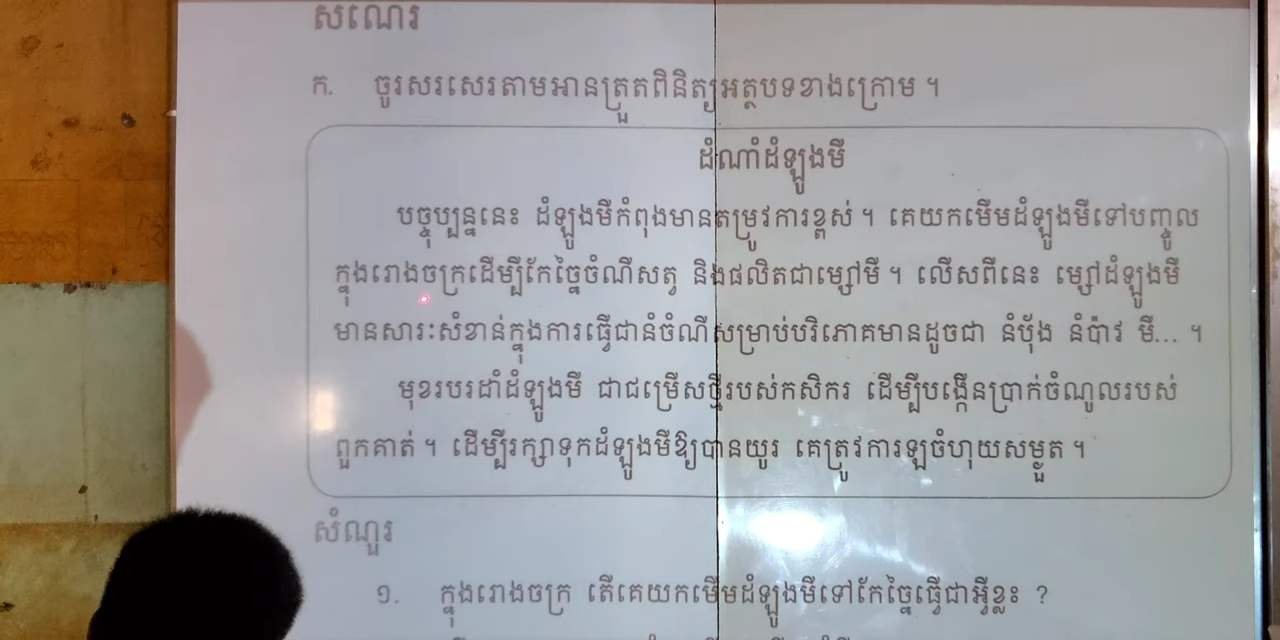 សំណេរ
ក. ចូរសរសេរតាមអានត្រួតពិនិត្យអត្ថបទខាងក្រោម ។
ដំណាំដំឡូងមី
បច្ចុប្បន្ននេះ ដំឡូងមីកំពុងមានតម្រូវការខ្ពស់ ។ គេយកមើមដំឡូងមីទៅបញ្ចូល
ក្នុងរោងចក្រដើម្បីកែច្នៃចំណីសត្វ និងផលិតជាម្សៅមី ។ លើសពីនេះ ម្សៅដំឡូងមី
មានសារៈសំខាន់ក្នុងការធ្វើជានំចំណីសម្រាប់បរិភោគមានដូចជា នំប៉័ង នំប៉ាវ មី... ។
មុខរបរដាំដំឡូងមី ជាជម្រើសថ្មីរបស់កសិករ ដើម្បីបង្កើនប្រាក់ចំណូលរបស់
ពួកគាត់ ។ ដើម្បីរក្សាទុកដំឡូងមីឱ្យបានយូរ គេត្រូវការឡចំហុយសម្ងួត ។
សំណួរ
១. ក្នុងរោងចក្រ តើគេយកមើមដំឡូងមីទៅកែច្នៃធ្វើជាអ្វីខ្លះ ?